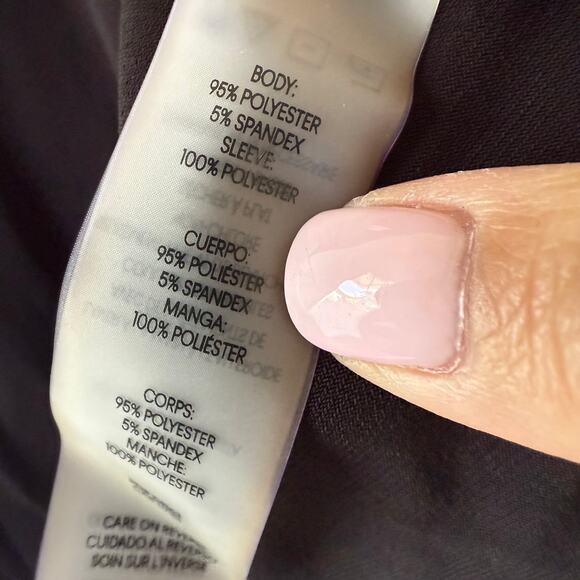 BODY:
95% POLYESTER
5% SPANDEX
SLEEVE:
100% POLYESTER
CUERPO:
95% POLIÉSTER
5% SPANDEX
MANGA:
100% POLIÉSTER
CORPS:
95% POLYESTER
5% SPANDEX
MANCHE:
100% POLYESTER
CARE ON REVERSE
CUIDADO AL REVERSO
SOIN SUR L'INVERSE